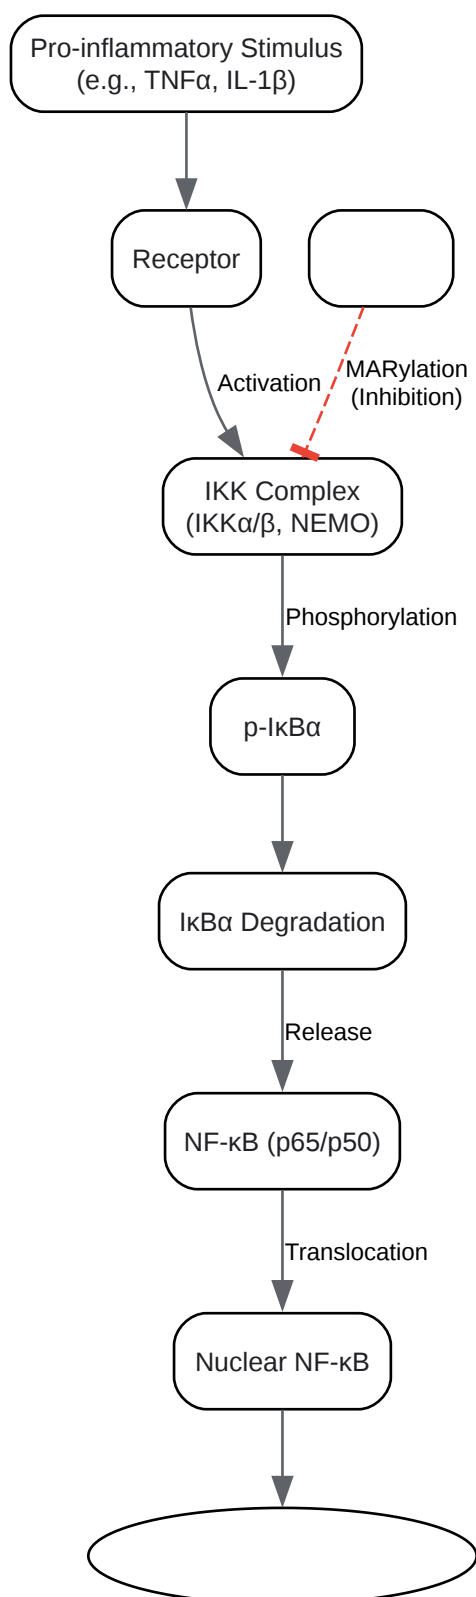 Pro-inflammatory Stimulus
(e.g., TNFα, IL-1β)
Receptor
Activation
MARylation
(Inhibition)
IKK Complex
(IKKα/β, NEMO)
Phosphorylation
p-IκBα
IκBα Degradation
Release
NF-κB (p65/p50)
Translocation
Nuclear NF-κB